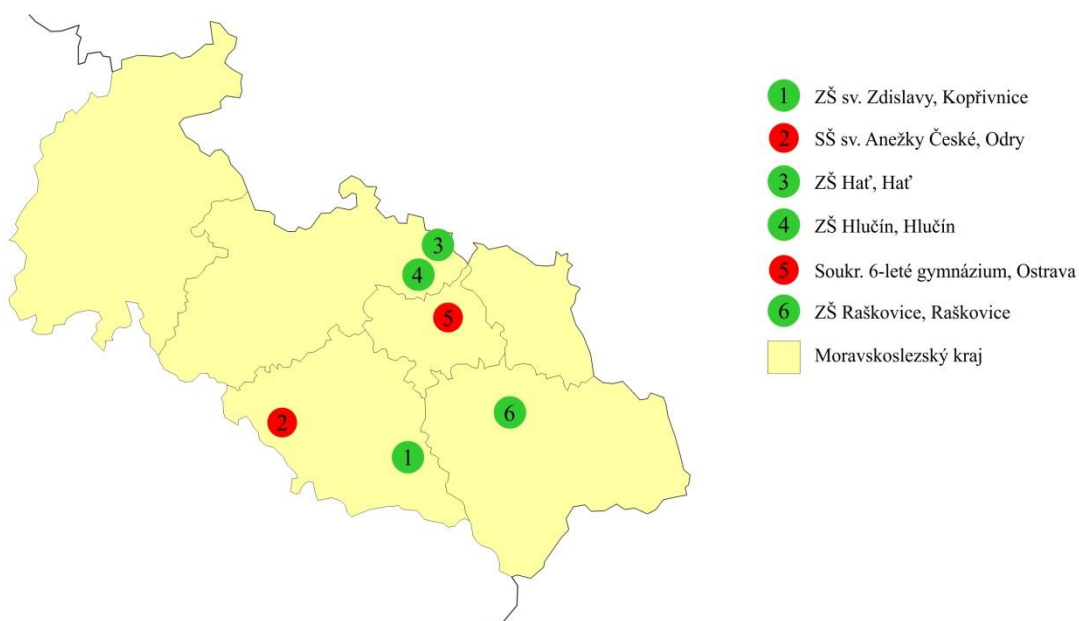 1 ZŠ sv. Zdislavy, Kopřivnice
2 SŠ sv. Anežky České, Odry
3 ZŠ Hať, Hať
4 ZŠ Hlučín, Hlučín
5 Soukr. 6-leté gymnázium, Ostrava
6 ZŠ Raškovice, Raškovice
Moravskoslezský kraj
3
4
5
6
2
1